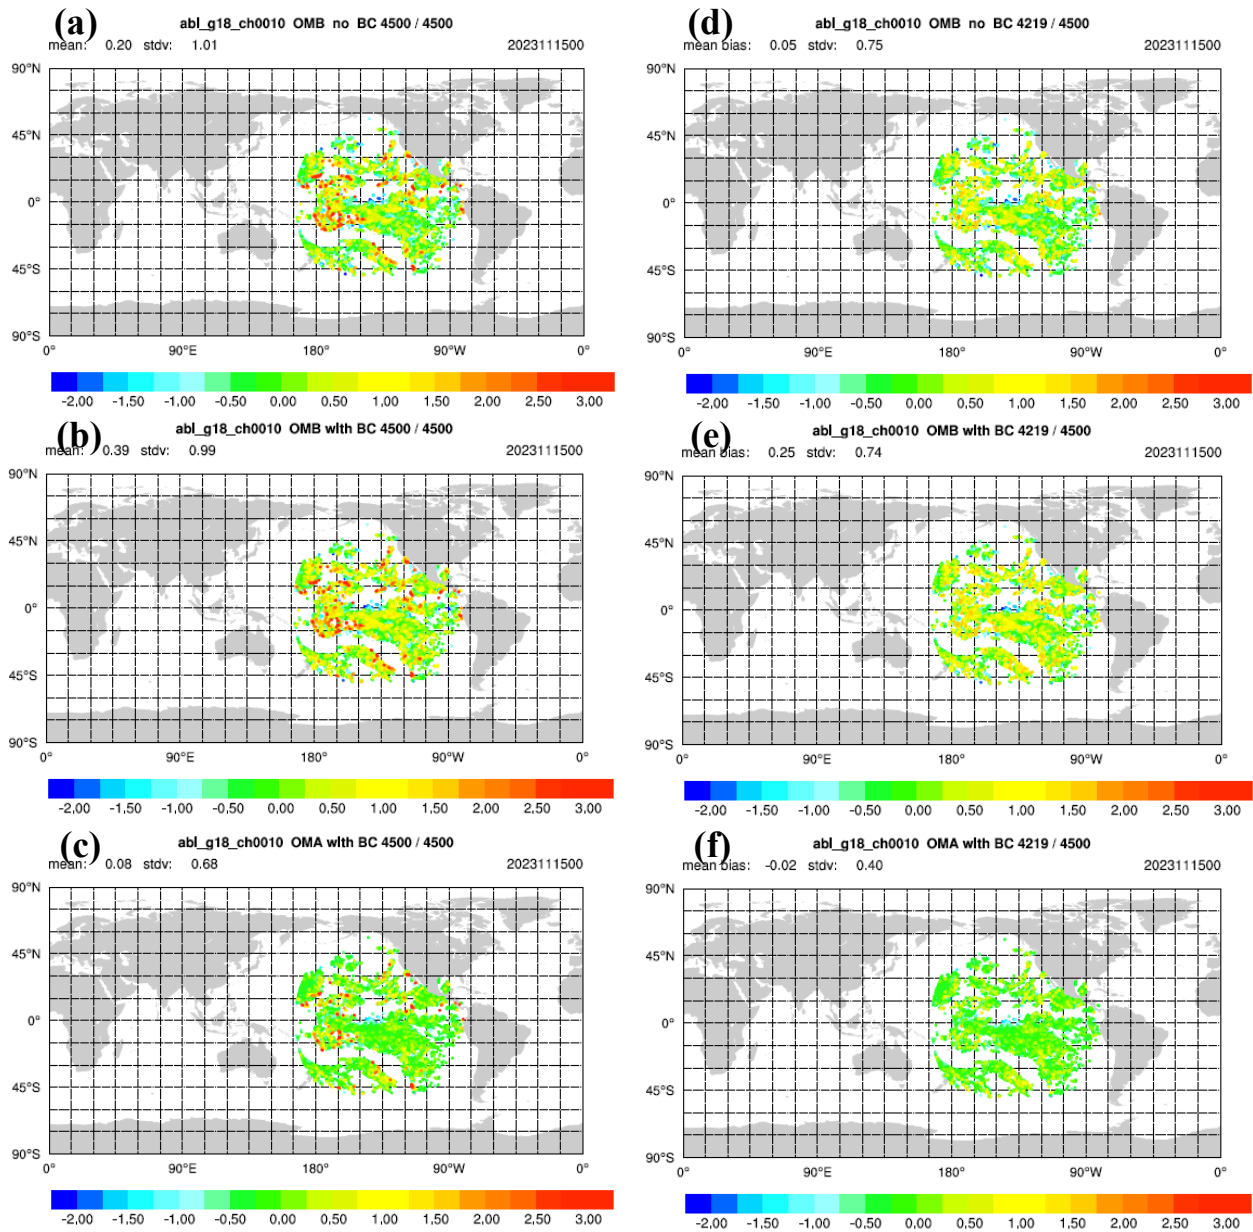 (a)
abl_g18_ch0010 OMB no BC 4500 / 4500
mean: 0.20 stdv: 1.01 2023111500
90°N
45°N
0°
45°S
90°S
0° 90°E 180° 90°W 0°
-2.00 -1.50 -1.00 -0.50 0.00 0.50 1.00 1.50 2.00 2.50 3.00
(d)
abl_g18_ch0010 OMB no BC 4219 / 4500
mean bias: 0.05 stdv: 0.75 2023111500
90°N
45°N
0°
45°S
90°S
0° 90°E 180° 90°W 0°
-2.00 -1.50 -1.00 -0.50 0.00 0.50 1.00 1.50 2.00 2.50 3.00
(b)
abl_g18_ch0010 OMB wlth BC 4500 / 4500
mean: 0.39 stdv: 0.99 2023111500
90°N
45°N
0°
45°S
90°S
0° 90°E 180° 90°W 0°
-2.00 -1.50 -1.00 -0.50 0.00 0.50 1.00 1.50 2.00 2.50 3.00
(e)
abl_g18_ch0010 OMB wlth BC 4219 / 4500
mean bias: 0.25 stdv: 0.74 2023111500
90°N
45°N
0°
45°S
90°S
0° 90°E 180° 90°W 0°
-2.00 -1.50 -1.00 -0.50 0.00 0.50 1.00 1.50 2.00 2.50 3.00
(c)
abl_g18_ch0010 OMA wlth BC 4500 / 4500
mean: 0.08 stdv: 0.68 2023111500
90°N
45°N
0°
45°S
90°S
0° 90°E 180° 90°W 0°
-2.00 -1.50 -1.00 -0.50 0.00 0.50 1.00 1.50 2.00 2.50 3.00
(f)
abl_g18_ch0010 OMA wlth BC 4219 / 4500
mean bias: -0.02 stdv: 0.40 2023111500
90°N
45°N
0°
45°S
90°S
0° 90°E 180° 90°W 0°
-2.00 -1.50 -1.00 -0.50 0.00 0.50 1.00 1.50 2.00 2.50 3.00